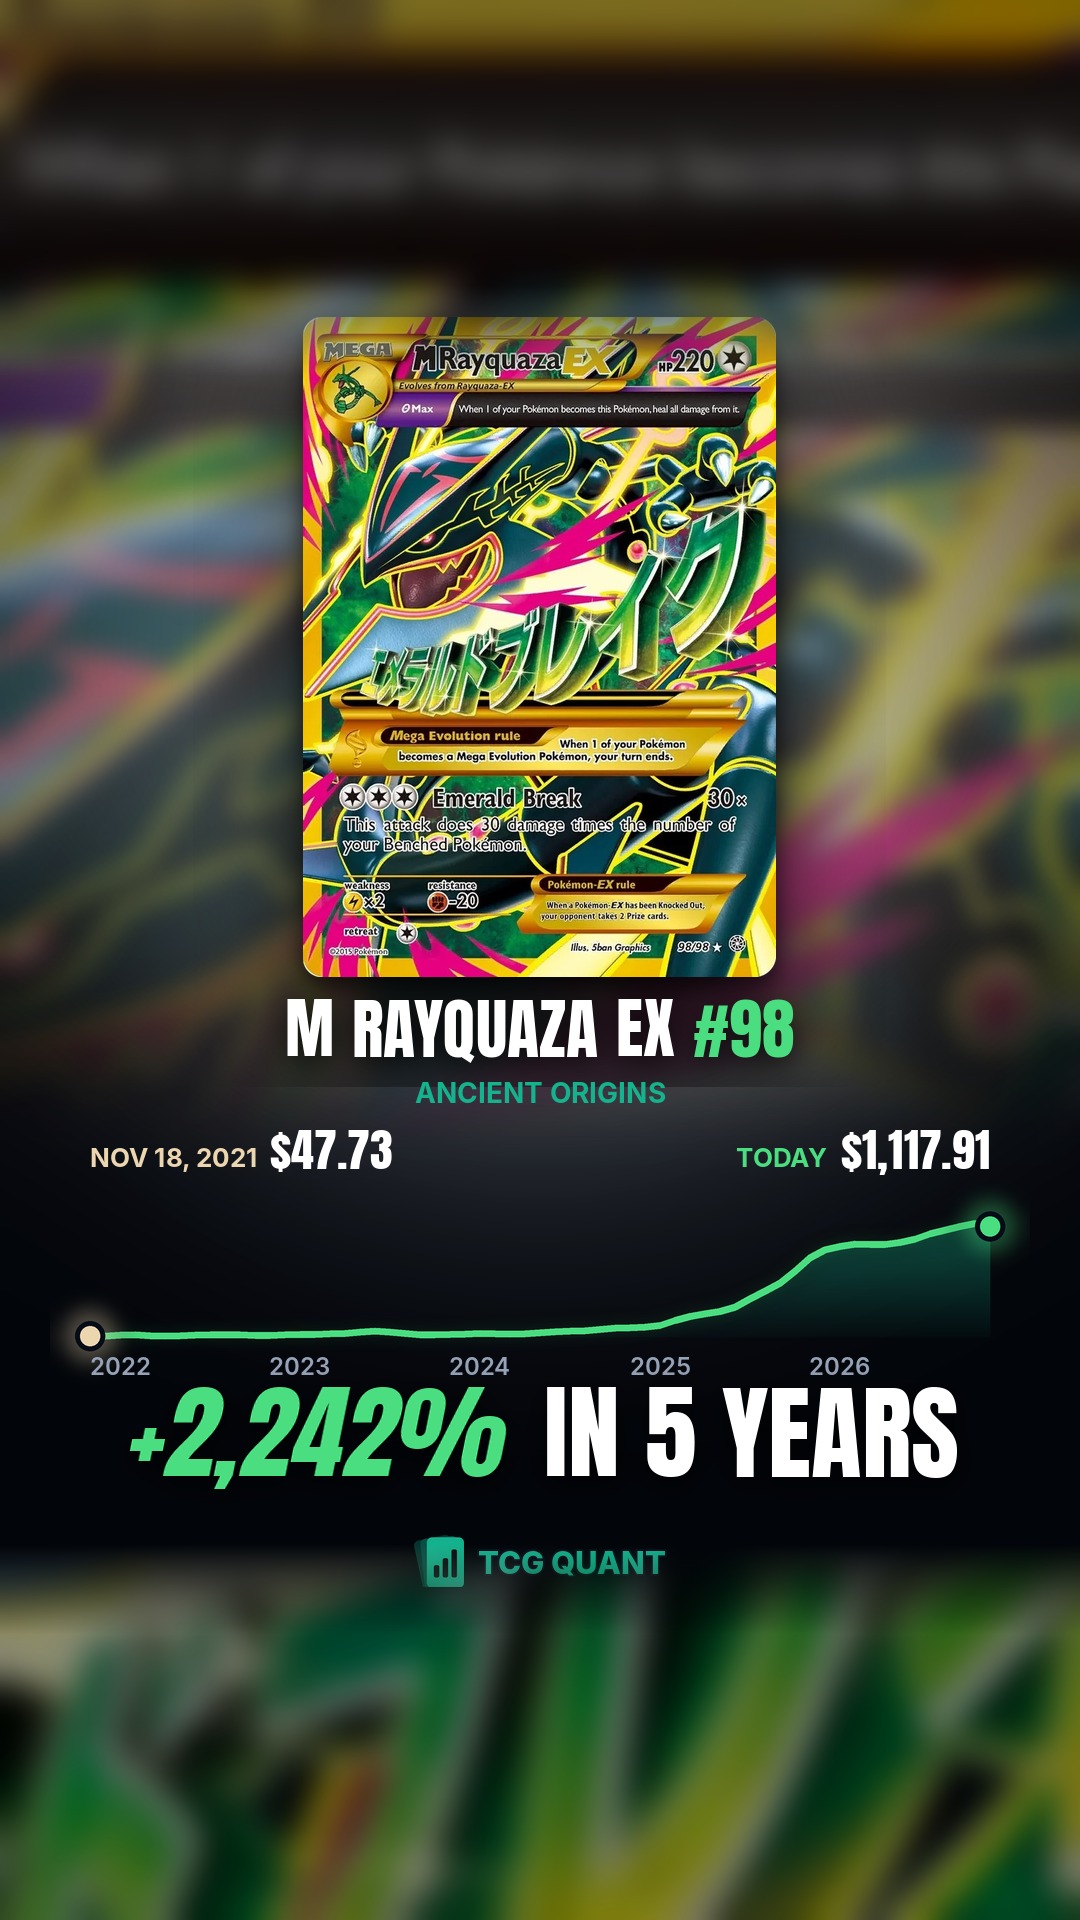 MEGA
MRayquaza EX
HP220
Evolves from Rayquaza-EX
θMax
When 1 of your Pokémon becomes this Pokémon, heal all damage from it.
エメラルドブレイク
Mega Evolution rule
When 1 of your Pokémon
becomes a Mega Evolution Pokémon, your turn ends.
Emerald Break 30×
This attack does 30 damage times the number of
your Benched Pokémon.
weakness
×2
resistance
-20
retreat
Pokémon-EX rule
When a Pokémon-EX has been Knocked Out,
your opponent takes 2 Prize cards.
©2015 Pokémon
Illus. 5ban Graphics
98/98 ★
M RAYQUAZA EX #98
ANCIENT ORIGINS
NOV 18, 2021 $47.73
TODAY $1,117.91
2022 2023 2024 2025 2026
+2,242% IN 5 YEARS
TCG QUANT